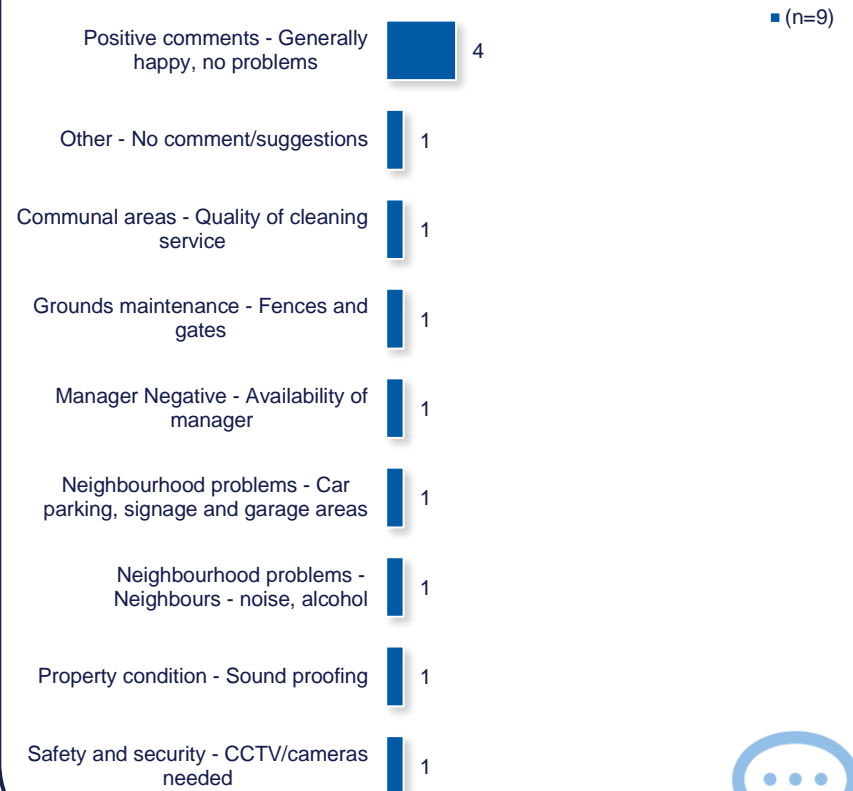 (n=9)
Positive comments - Generally
happy, no problems
4
Other - No comment/suggestions
1
Communal areas - Quality of cleaning
service
1
Grounds maintenance - Fences and
gates
1
Manager Negative - Availability of
manager
1
Neighbourhood problems - Car
parking, signage and garage areas
1
Neighbourhood problems -
Neighbours - noise, alcohol
1
Property condition - Sound proofing
1
Safety and security - CCTV/cameras
needed
1